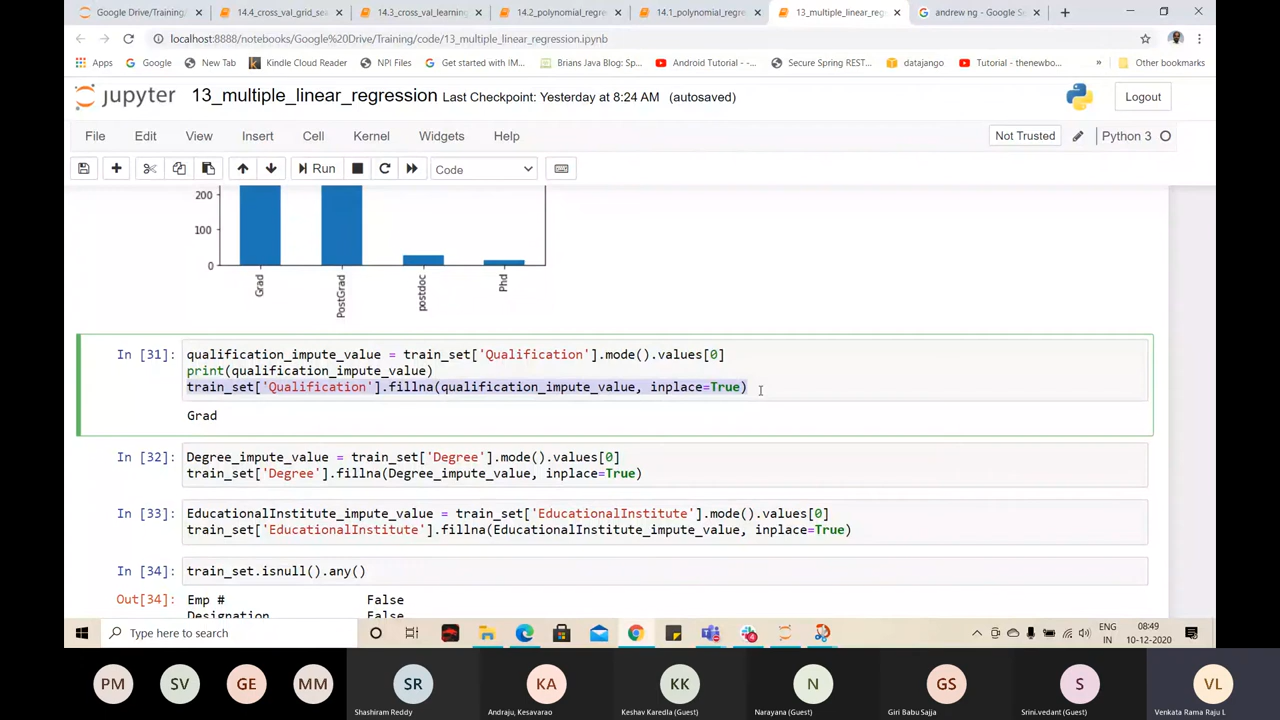 Google Drive/Training/
14.4_cross_val_grid_sea
14.3_cross_val_learning
14.2_polynomial_regre
14.1_polynomial_regre
13_multiple_linear_reg
andrew ng - Google Se
localhost:8888/notebooks/Google%20Drive/Training/code/13_multiple_linear_regression.ipynb
Apps
Google
New Tab
Kindle Cloud Reader
NPI Files
Get started with IM...
Brians Java Blog: Sp...
Android Tutorial -...
Secure Spring REST...
datajango
Tutorial - thenewbo...
»
Other bookmarks
jupyter
13_multiple_linear_regression
Last Checkpoint: Yesterday at 8:24 AM (autosaved)
Logout
File
Edit
View
Insert
Cell
Kernel
Widgets
Help
Not Trusted
Python 3
Run
Code
200
100
0
Grad
PostGrad
postdoc
Phd
In [31]: qualification_impute_value = train_set['Qualification'].mode().values[0]
print(qualification_impute_value)
train_set['Qualification'].fillna(qualification_impute_value, inplace=True)
Grad
In [32]: Degree_impute_value = train_set['Degree'].mode().values[0]
train_set['Degree'].fillna(Degree_impute_value, inplace=True)
In [33]: EducationalInstitute_impute_value = train_set['EducationalInstitute'].mode().values[0]
train_set['EducationalInstitute'].fillna(EducationalInstitute_impute_value, inplace=True)
In [34]: train_set.isnull().any()
Out[34]: Emp # False
Designation False
Type here to search
ENG
IN
08:49
10-12-2020
PM
SV
GE
MM
SR
Shashiram Reddy
KA
Andraju, Kesavarao
KK
Keshav Karedla (Guest)
N
Narayana (Guest)
GS
Giri Babu Sajja
S
Srini.vedant (Guest)
VL
Venkata Rama Raju L